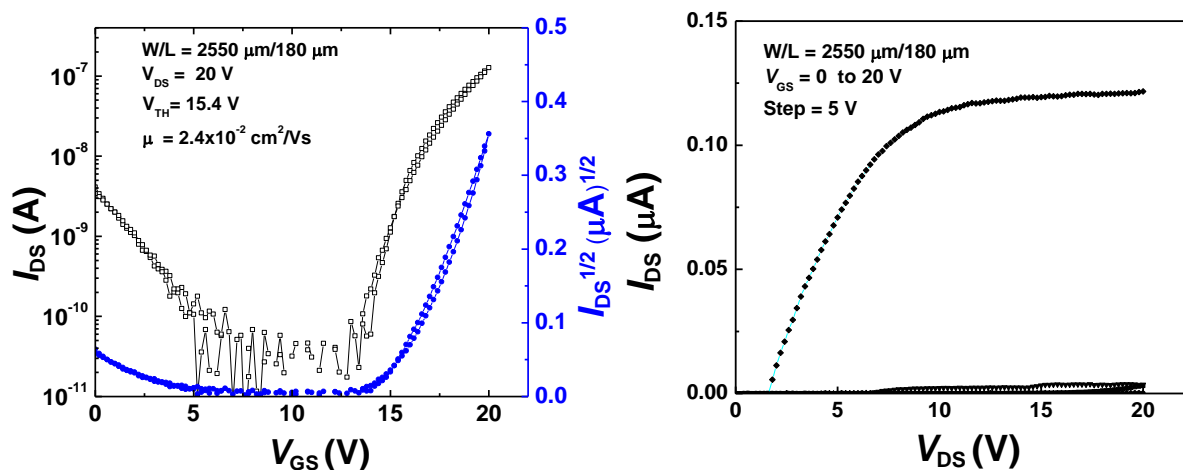 W/L = 2550 μm/180 μm
V_DS = 20 V
V_TH= 15.4 V
μ = 2.4x10⁻² cm²/Vs
I_DS (A)
10⁻⁷
10⁻⁸
10⁻⁹
10⁻¹⁰
10⁻¹¹
0 5 10 15 20
V_GS (V)
0.5
0.4
0.3
0.2
0.1
0.0
I_DS^1/2 (μA)^1/2
W/L = 2550 μm/180 μm
V_GS = 0 to 20 V
Step = 5 V
I_DS (μA)
0.15
0.10
0.05
0.00
0 5 10 15 20
V_DS (V)